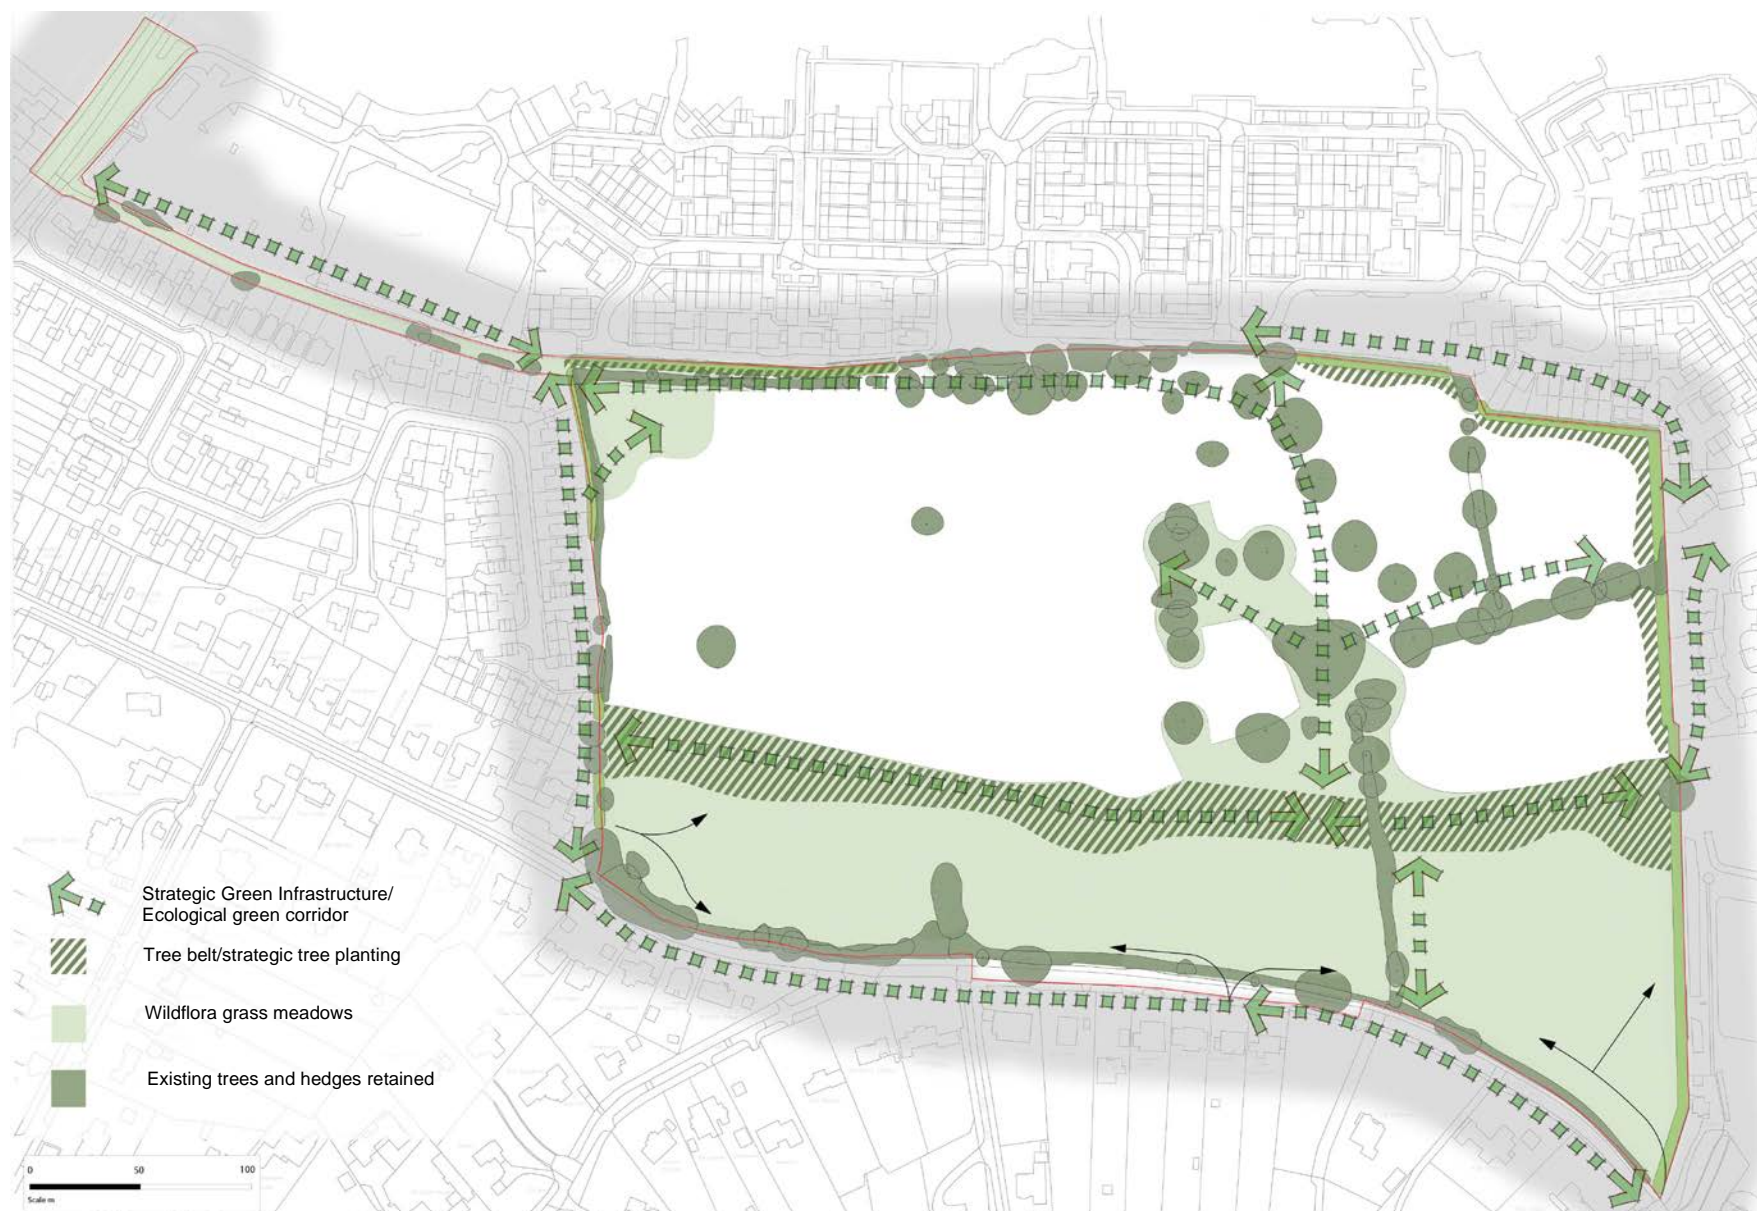 Strategic Green Infrastructure/
Ecological green corridor
Tree belt/strategic tree planting
Wildflora grass meadows
Existing trees and hedges retained
0 50 100
Scale m